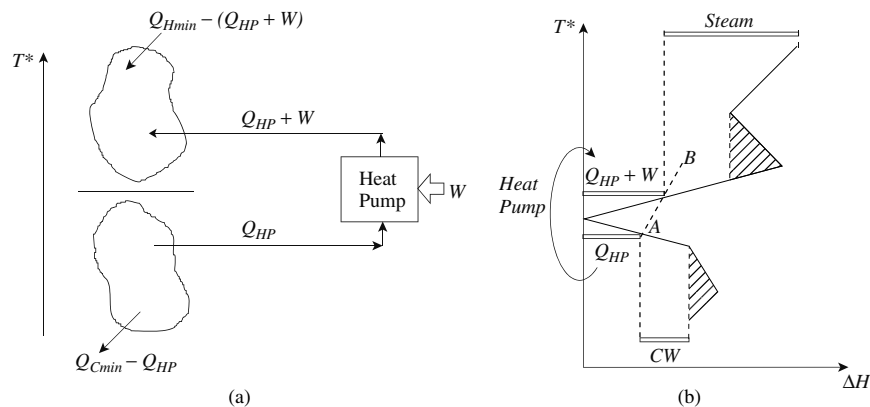 Q_Hmin – (Q_HP + W)
T*
Q_HP + W
Heat
Pump
W
Q_HP
Q_Cmin – Q_HP
(a)
T*
Steam
B
Q_HP + W
Heat
Pump
A
Q_HP
CW
ΔH
(b)